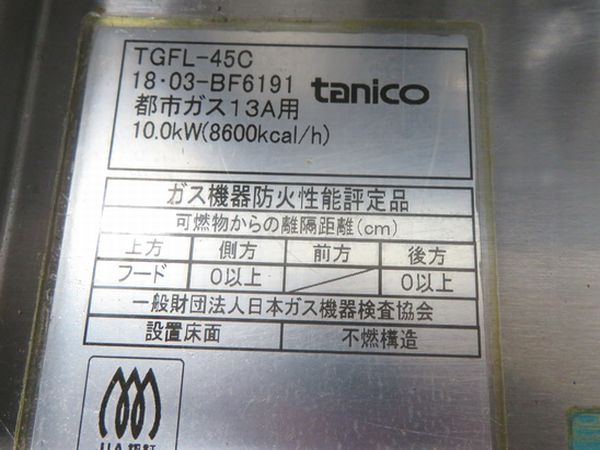 TGFL-45C
18・03-BF6191
tanico
都市ガス13A用
10.0kW(8600kcal/h)
ガス機器防火性能評定品
可燃物からの離隔距離(cm)
上方 側方 前方 後方
フード 0以上 0以上
一般財団法人日本ガス機器検査協会
設置床面 不燃構造